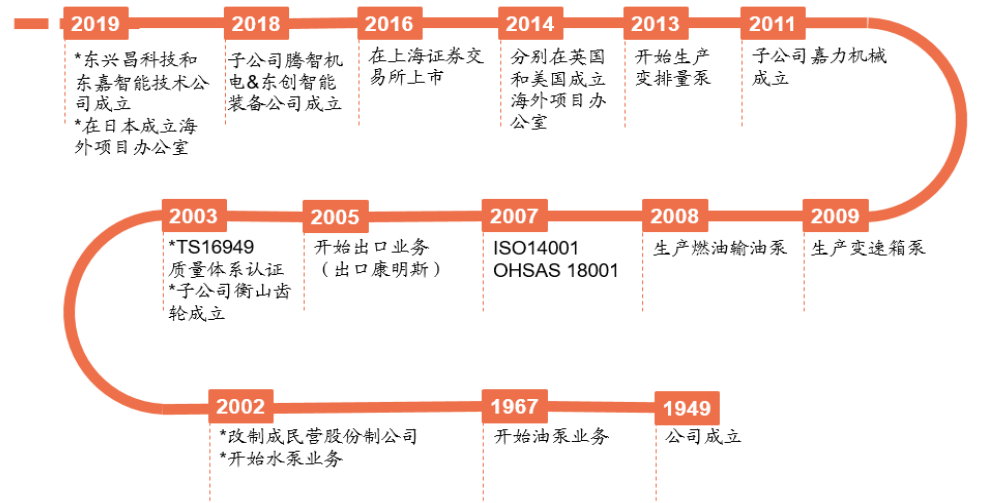 2019
*东兴昌科技和
东嘉智能技术公
司成立
*在日本成立海
外项目办公室
2018
子公司腾智机
电&东创智能
装备公司成立
2016
在上海证券交
易所上市
2014
分别在英国
和美国成立
海外项目办
公室
2013
开始生产
变排量泵
2011
子公司嘉力机械
成立
2003
*TS16949
质量体系认证
*子公司衡山齿
轮成立
2005
开始出口业务
（出口康明斯）
2007
ISO14001
OHSAS 18001
2008
生产燃油输油泵
2009
生产变速箱泵
2002
*改制成民营股份制公司
*开始水泵业务
1967
开始油泵业务
1949
公司成立